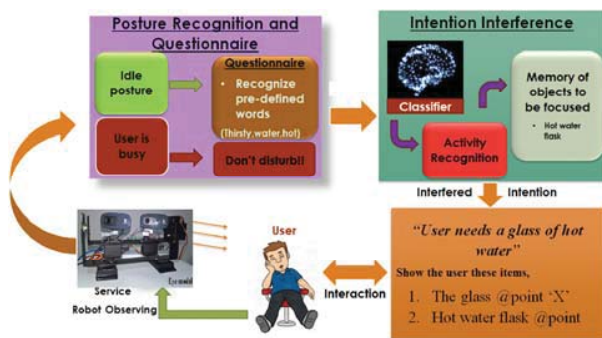 Posture Recognition and
Questionnaire
Idle
posture
Questionnaire
• Recognize
pre-defined
words
(Thirsty,water,hot)
User is
busy
Don't disturb!!
Intention Interference
Classifier
Activity
Recognition
Memory of
objects to
be focused
• Hot water
flask
Interfered
Intention
"User needs a glass of hot
water"
Show the user these items,
1. The glass @point 'X'
2. Hot water flask @point
User
Interaction
Service
Robot Observing